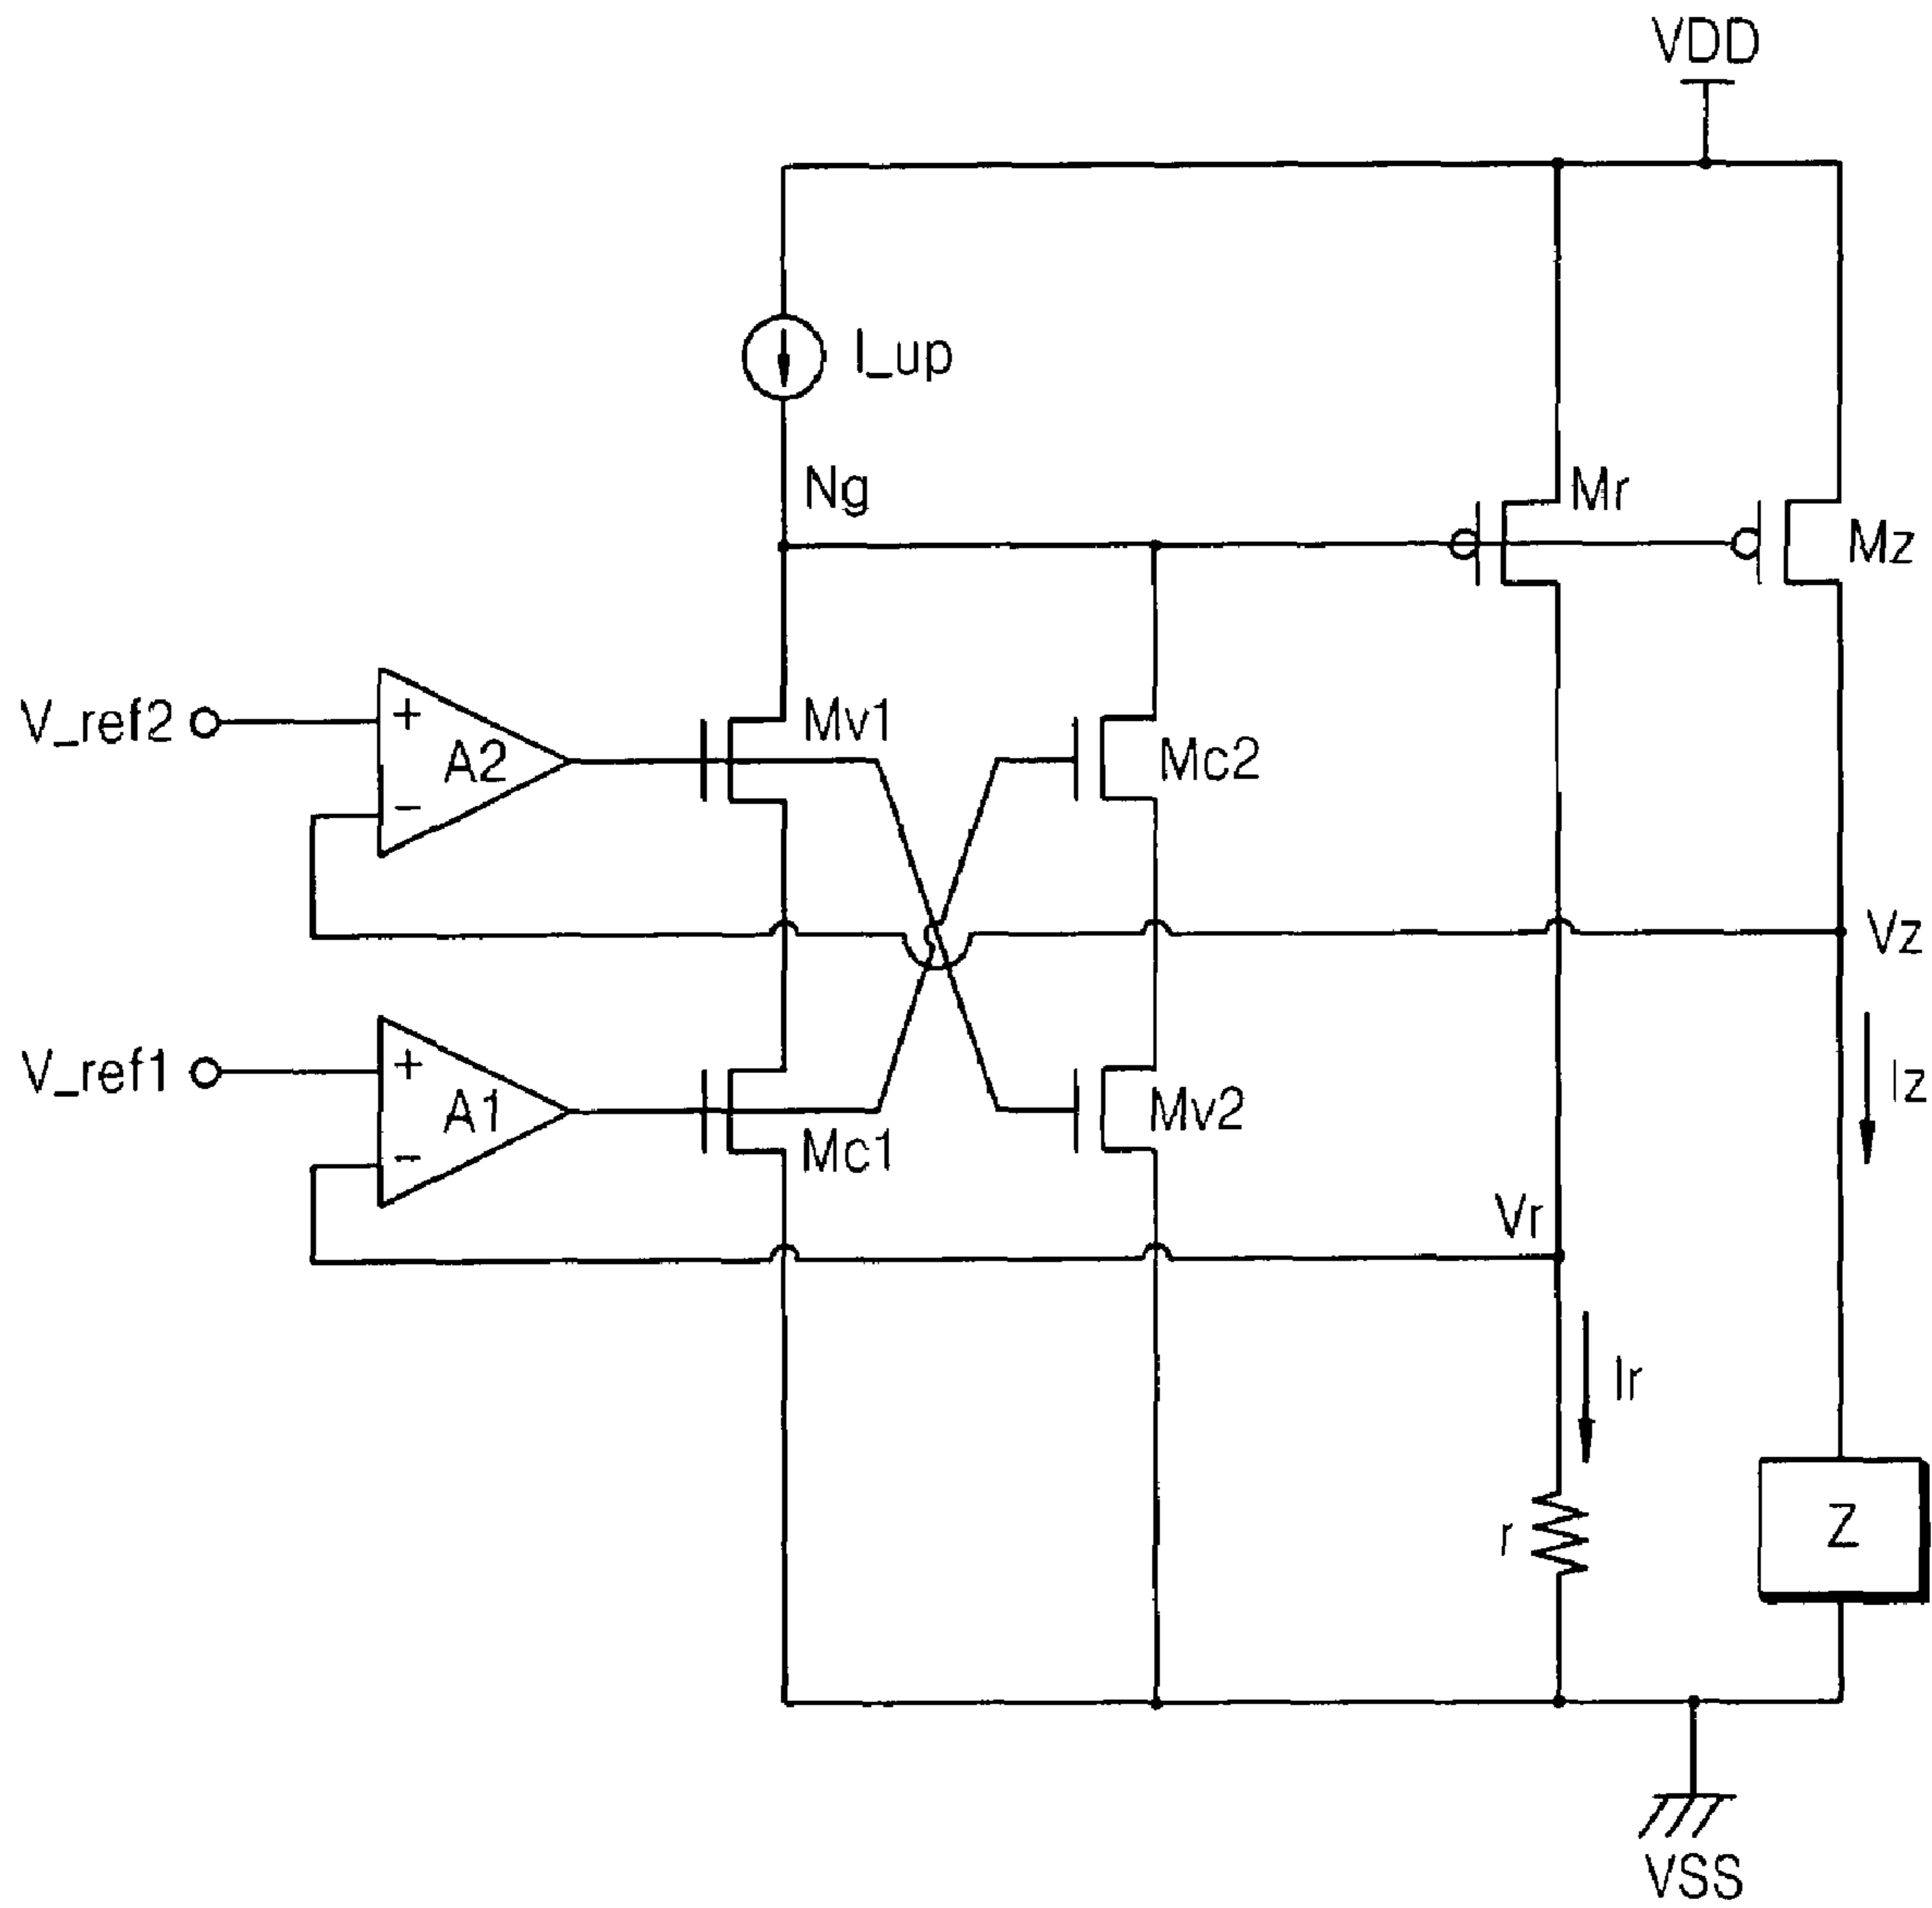 VDD
I_up
Ng
Mr
Mz
V_ref2
+
A2
-
Mv1
Mc2
Vz
V_ref1
+
A1
-
Mc1
Mv2
Iz
Vr
Ir
r
Z
VSS